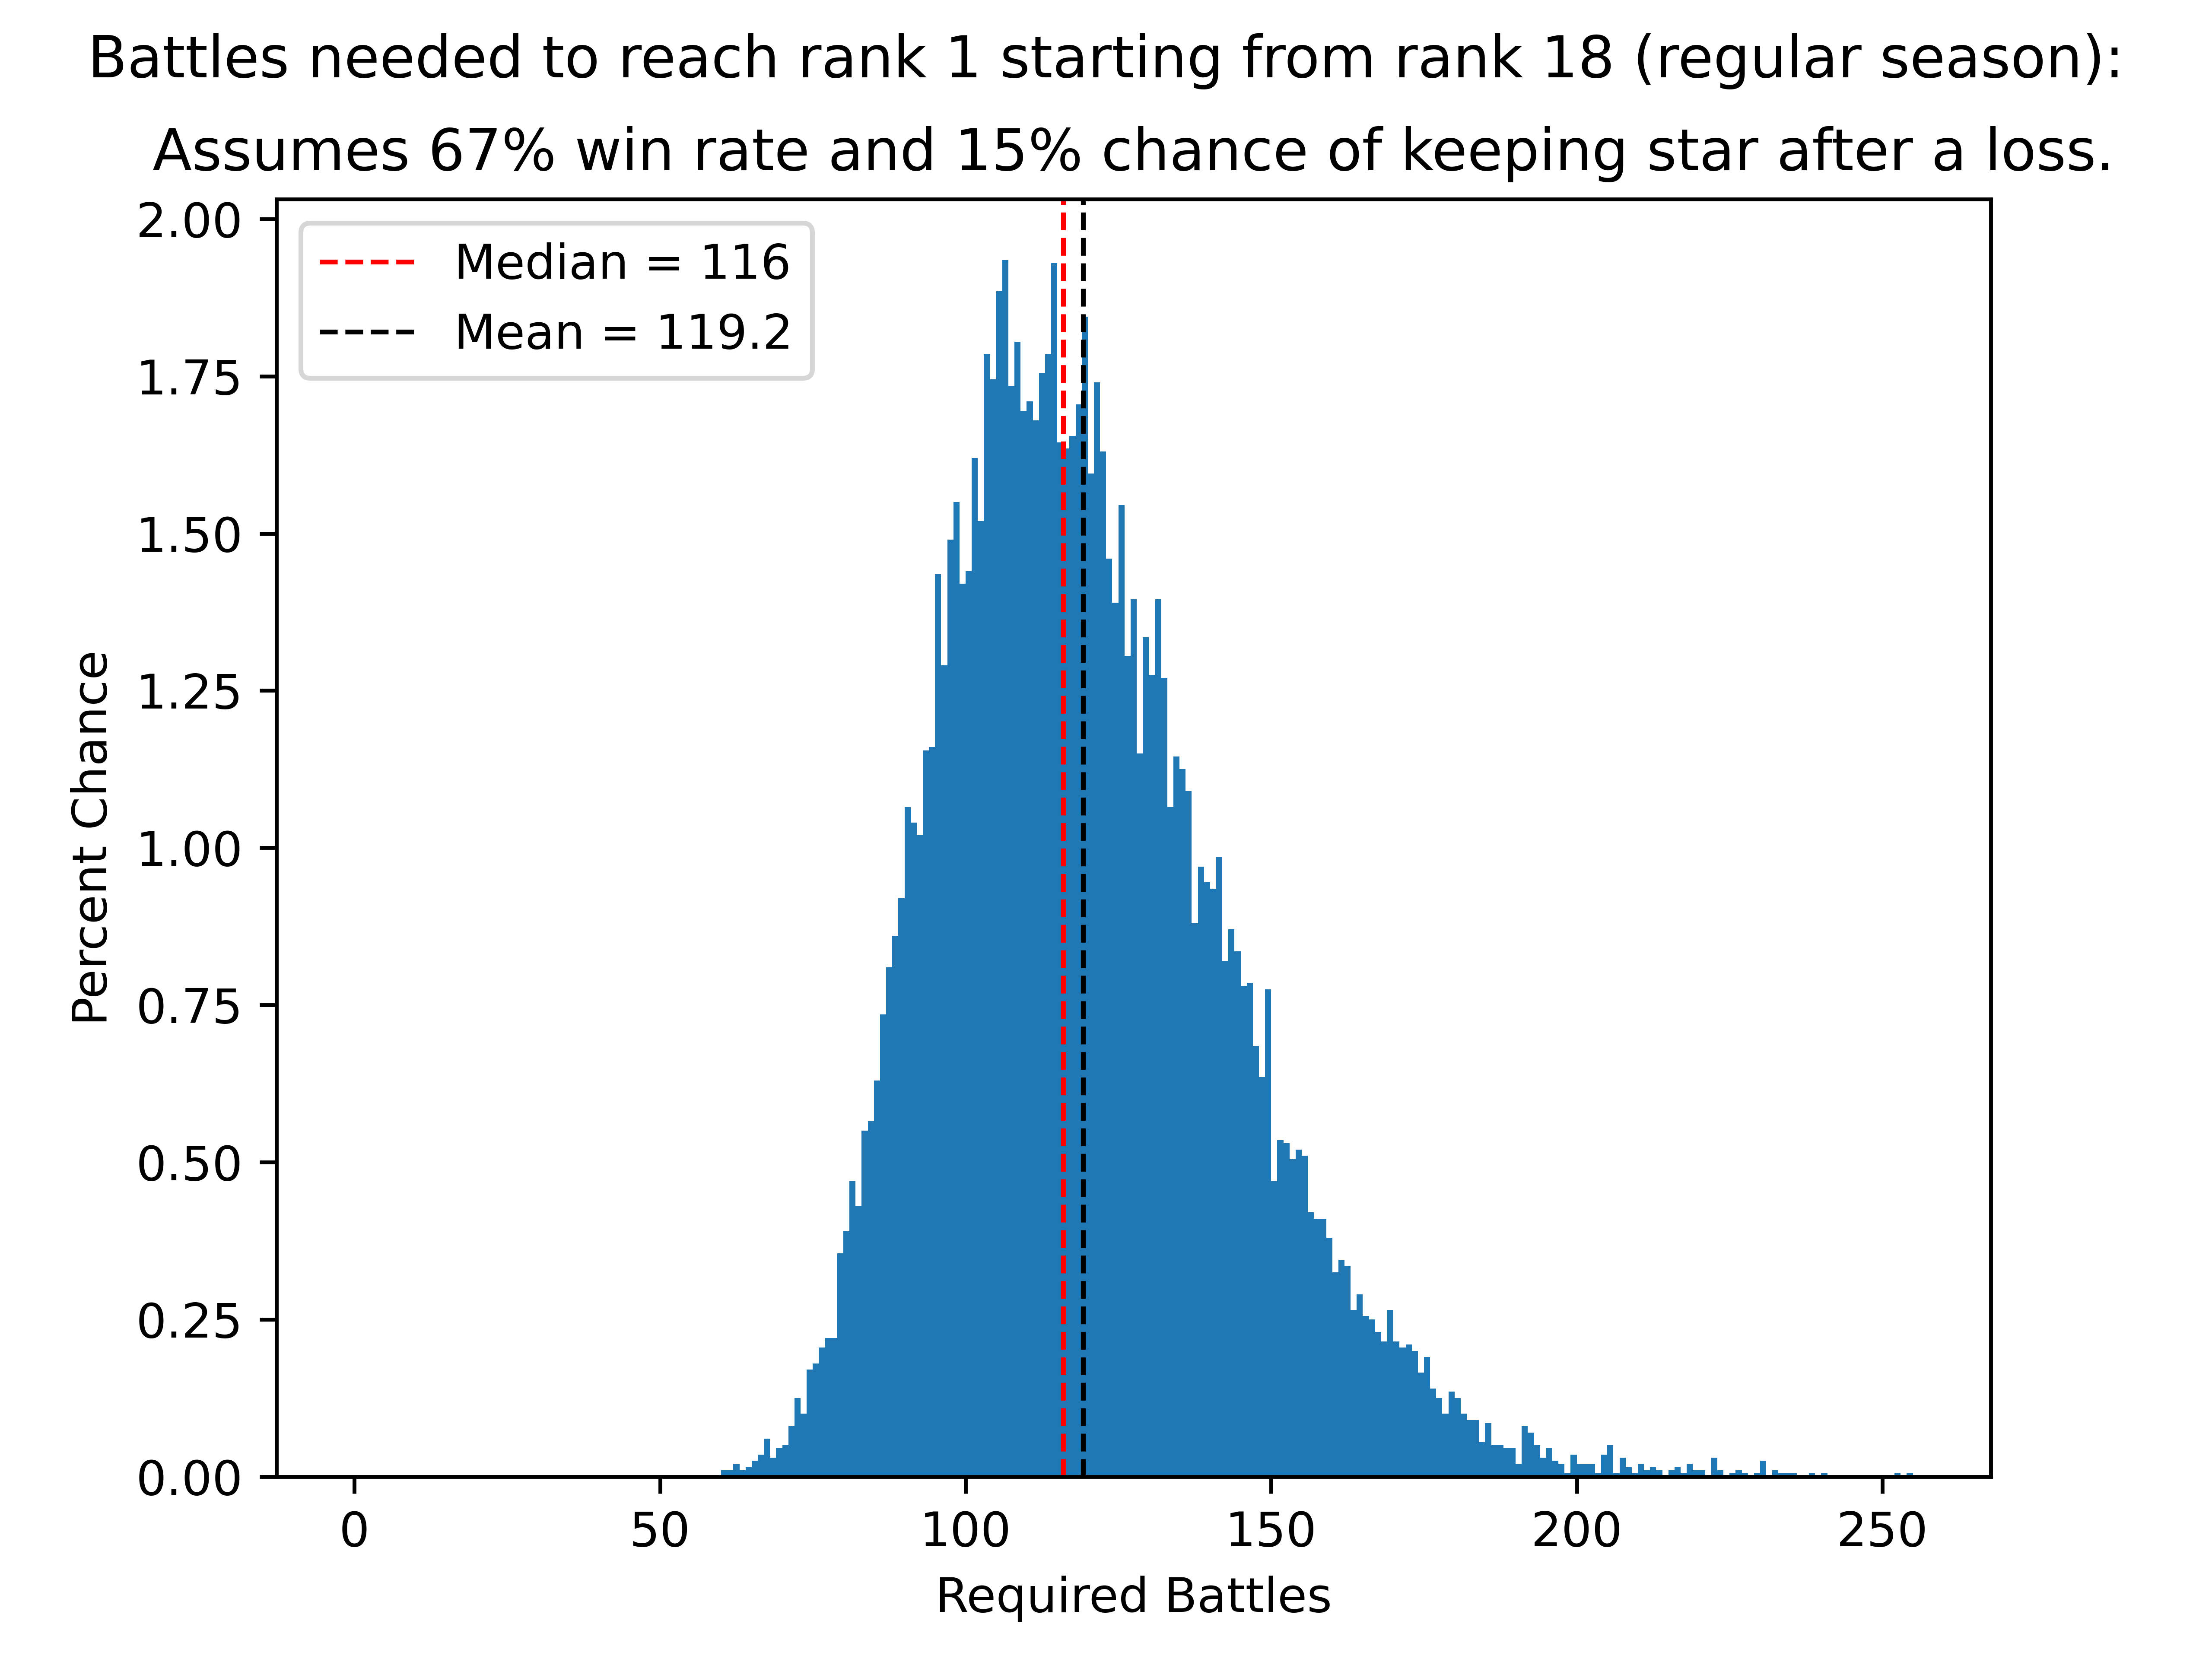 Battles needed to reach rank 1 starting from rank 18 (regular season):
Assumes 67% win rate and 15% chance of keeping star after a loss.
Median = 116
Mean = 119.2
2.00
1.75
1.50
1.25
1.00
0.75
0.50
0.25
0.00
Percent Chance
0 50 100 150 200 250
Required Battles